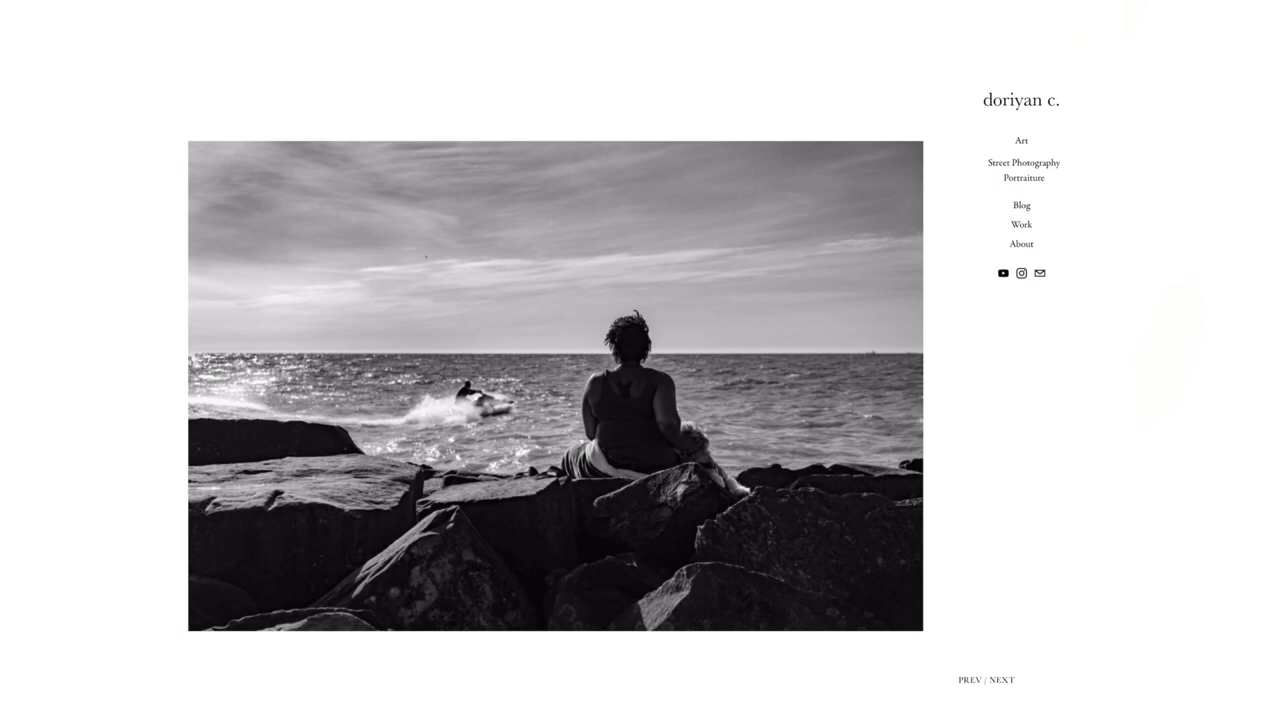 doriyan c.
Art
Street Photography
Portraiture
Blog
Work
About
PREV / NEXT